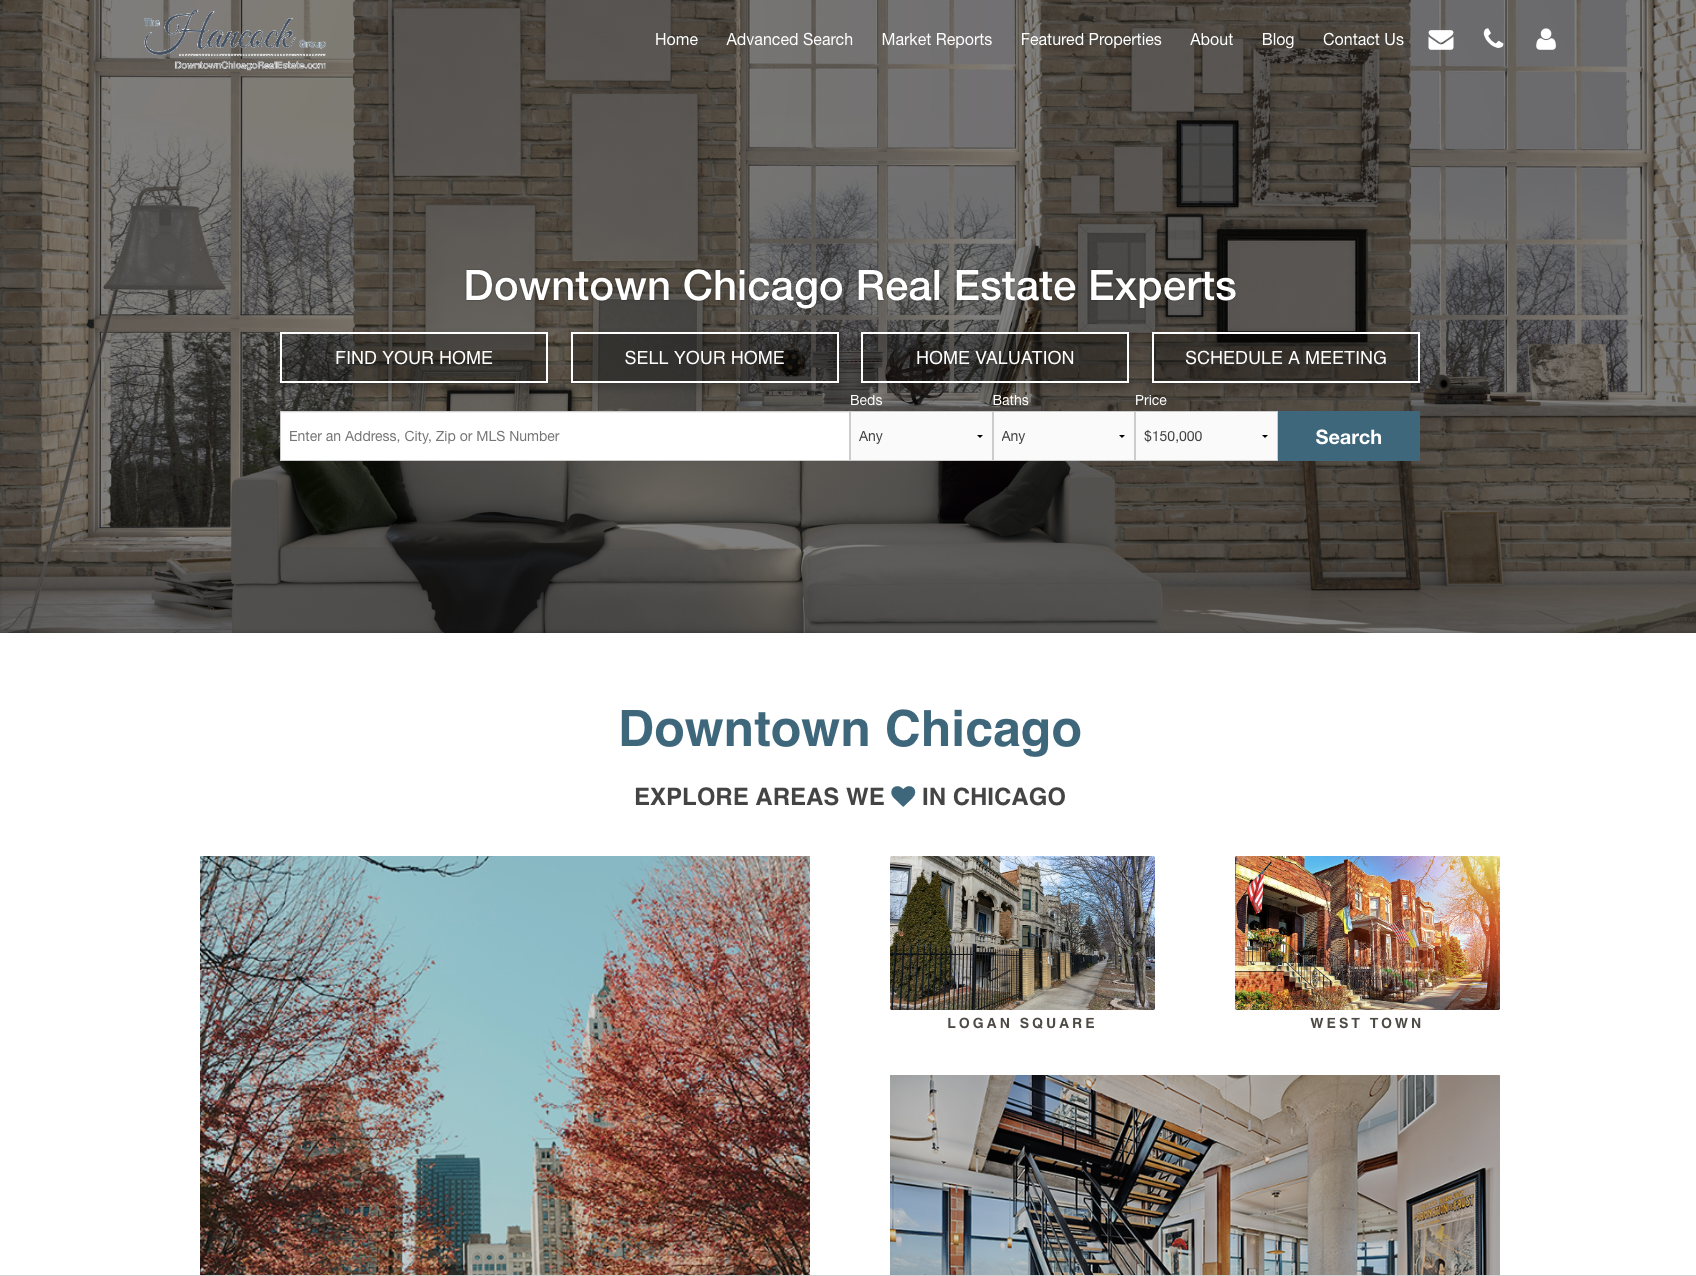 The Hancock Group
DowntownChicagoRealEstate.com
Home Advanced Search Market Reports Featured Properties About Blog Contact Us
Downtown Chicago Real Estate Experts
FIND YOUR HOME SELL YOUR HOME HOME VALUATION SCHEDULE A MEETING
Beds Baths Price
Enter an Address, City, Zip or MLS Number Any Any $150,000 Search
Downtown Chicago
EXPLORE AREAS WE IN CHICAGO
LOGAN SQUARE WEST TOWN